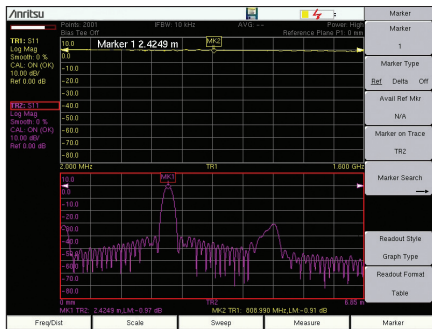 Anritsu
Points: 2001 IFBW: 10 kHz AVG: -- Power: High
Bias Tee Off Reference Plane P1: 0 mm
TR1: S11
Log Mag
Smooth: 0 %
CAL: ON (OK)
10.00 dB/
Ref 0.00 dB
10.0
Marker 1 2.4249 m
MK2
0.0
-10.0
-20.0
-30.0
-40.0
-50.0
-60.0
-70.0
-80.0
2.000 MHz TR1 1.600 GHz
TR2: S11
Log Mag
Smooth: 0 %
CAL: ON (OK)
10.00 dB/
Ref 0.00 dB
10.0
MK1
0.0
-10.0
-20.0
-30.0
-40.0
-50.0
-60.0
-70.0
-80.0
0 mm TR2 6.65 m
MK1 TR2: 2.4249 m,LM:-0.97 dB MK2 TR1: 606.990 MHz,LM:-0.91 dB
Marker
Marker
1
Marker Type
Ref Delta Off
Avail Ref Mkr
N/A
Marker on Trace
TR2
Marker Search
Readout Style
Graph Type
Readout Format
Table
Freq/Dist Scale Sweep Measure Marker